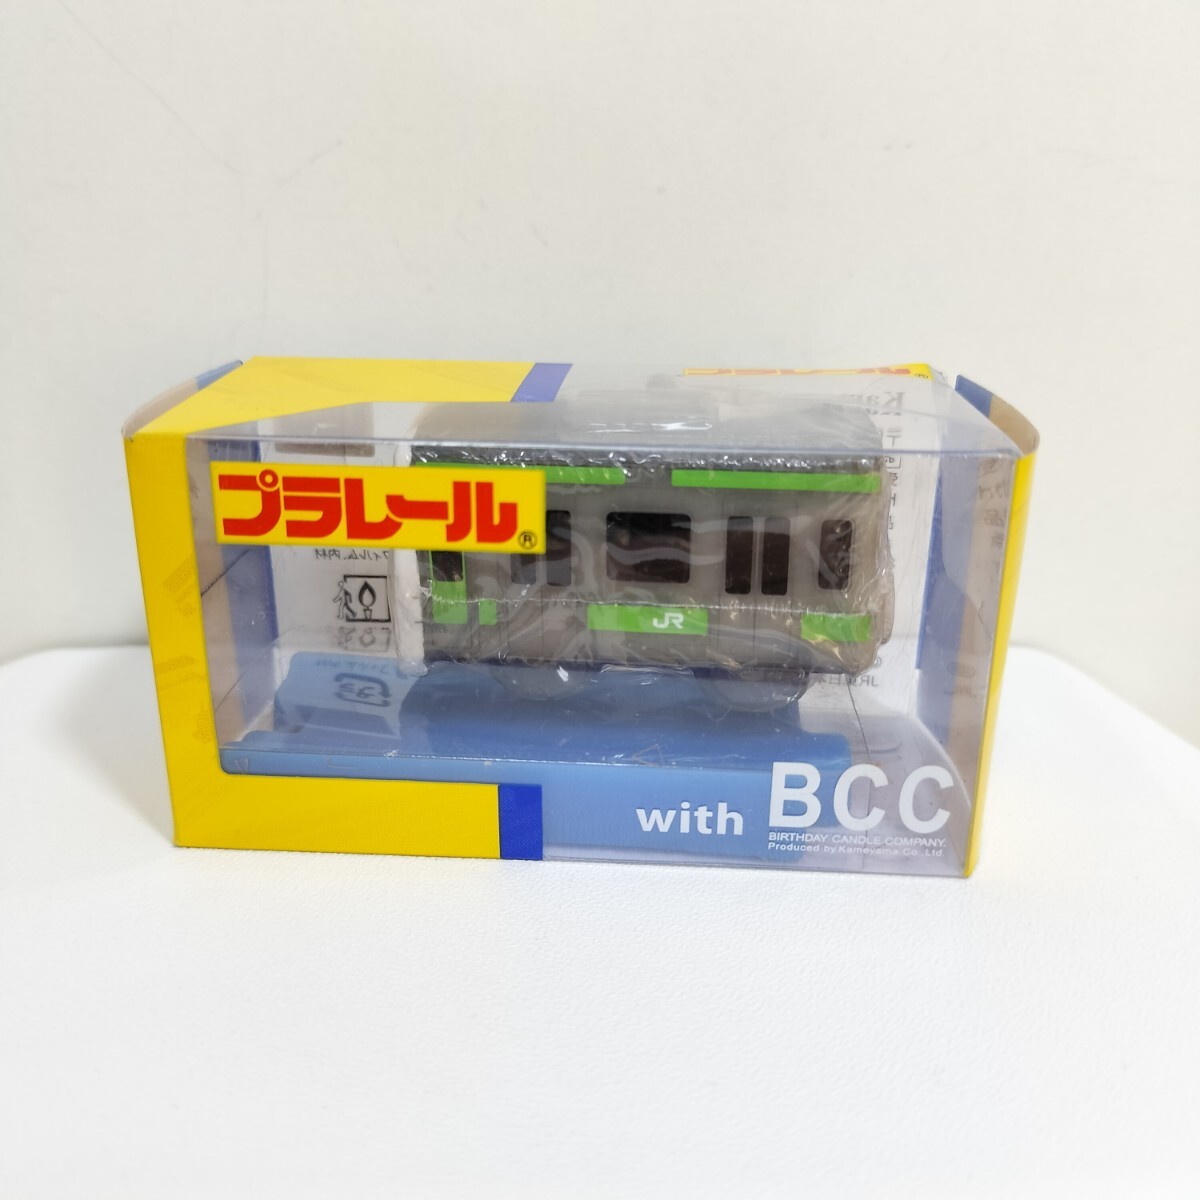 プラレール®
JR
with BCC
BIRTHDAY CANDLE COMPANY.
Produced by Kameyama Co.,Ltd.